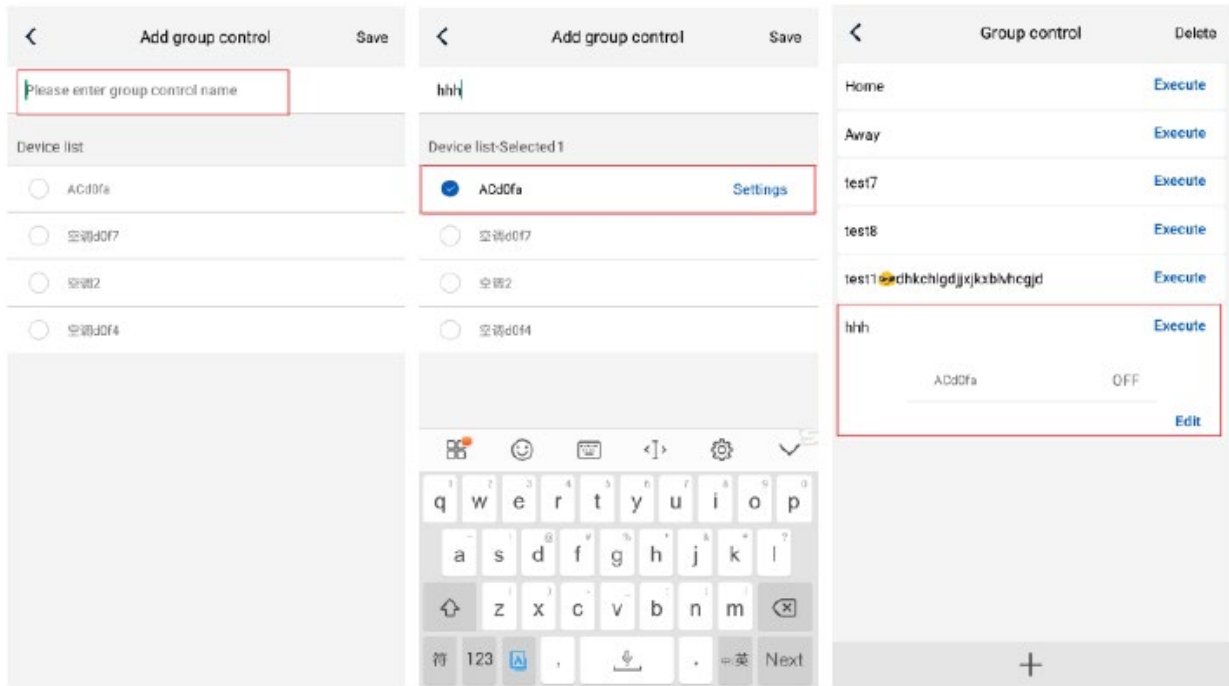 Add group control Save
Please enter group control name
Device list
ACd0fa
空调d0f7
空调2
空调d0f4
Add group control Save
hhh
Device list-Selected 1
ACd0fa Settings
空调d0f7
空调2
空调d0f4
q w e r t y u i o p
a s d f g h j k l
z x c v b n m
符 123 , . 中/英 Next
Group control Delete
Home Execute
Away Execute
test7 Execute
test8 Execute
Execute
hhh Execute
ACd0fa OFF
Edit